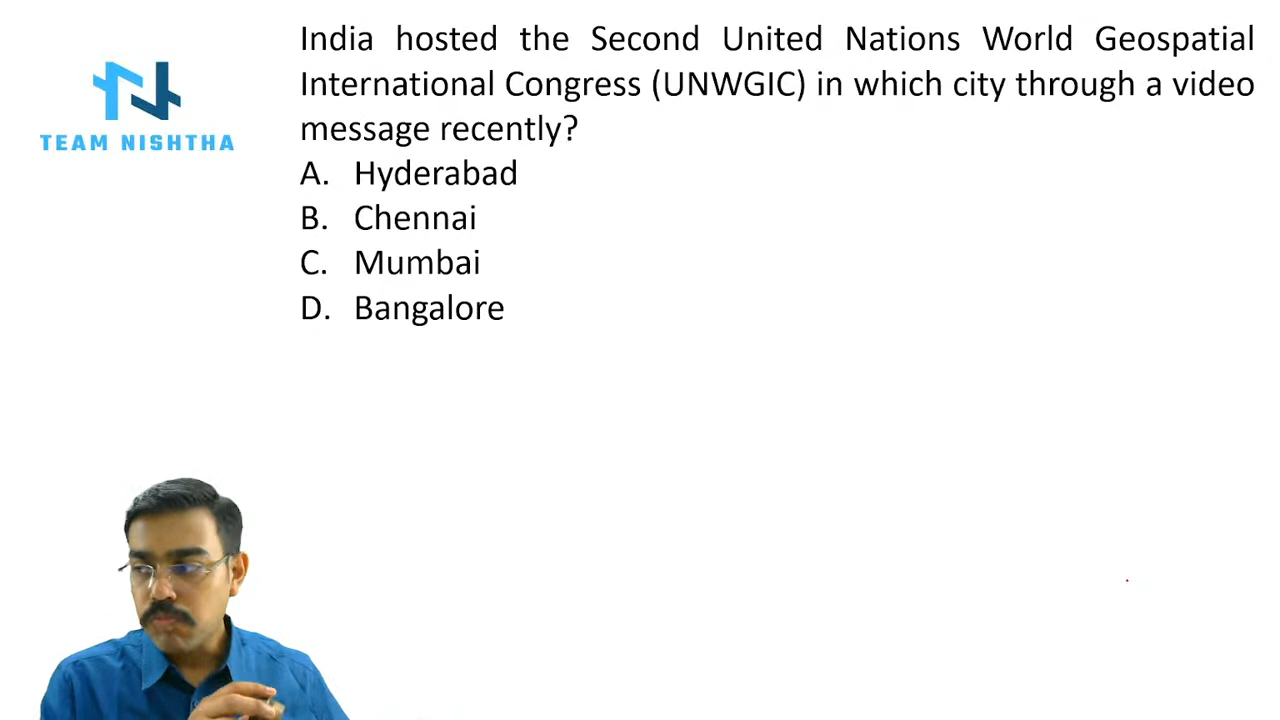 India hosted the Second United Nations World Geospatial
International Congress (UNWGIC) in which city through a video
message recently?
A. Hyderabad
B. Chennai
C. Mumbai
D. Bangalore
TEAM NISHTHA